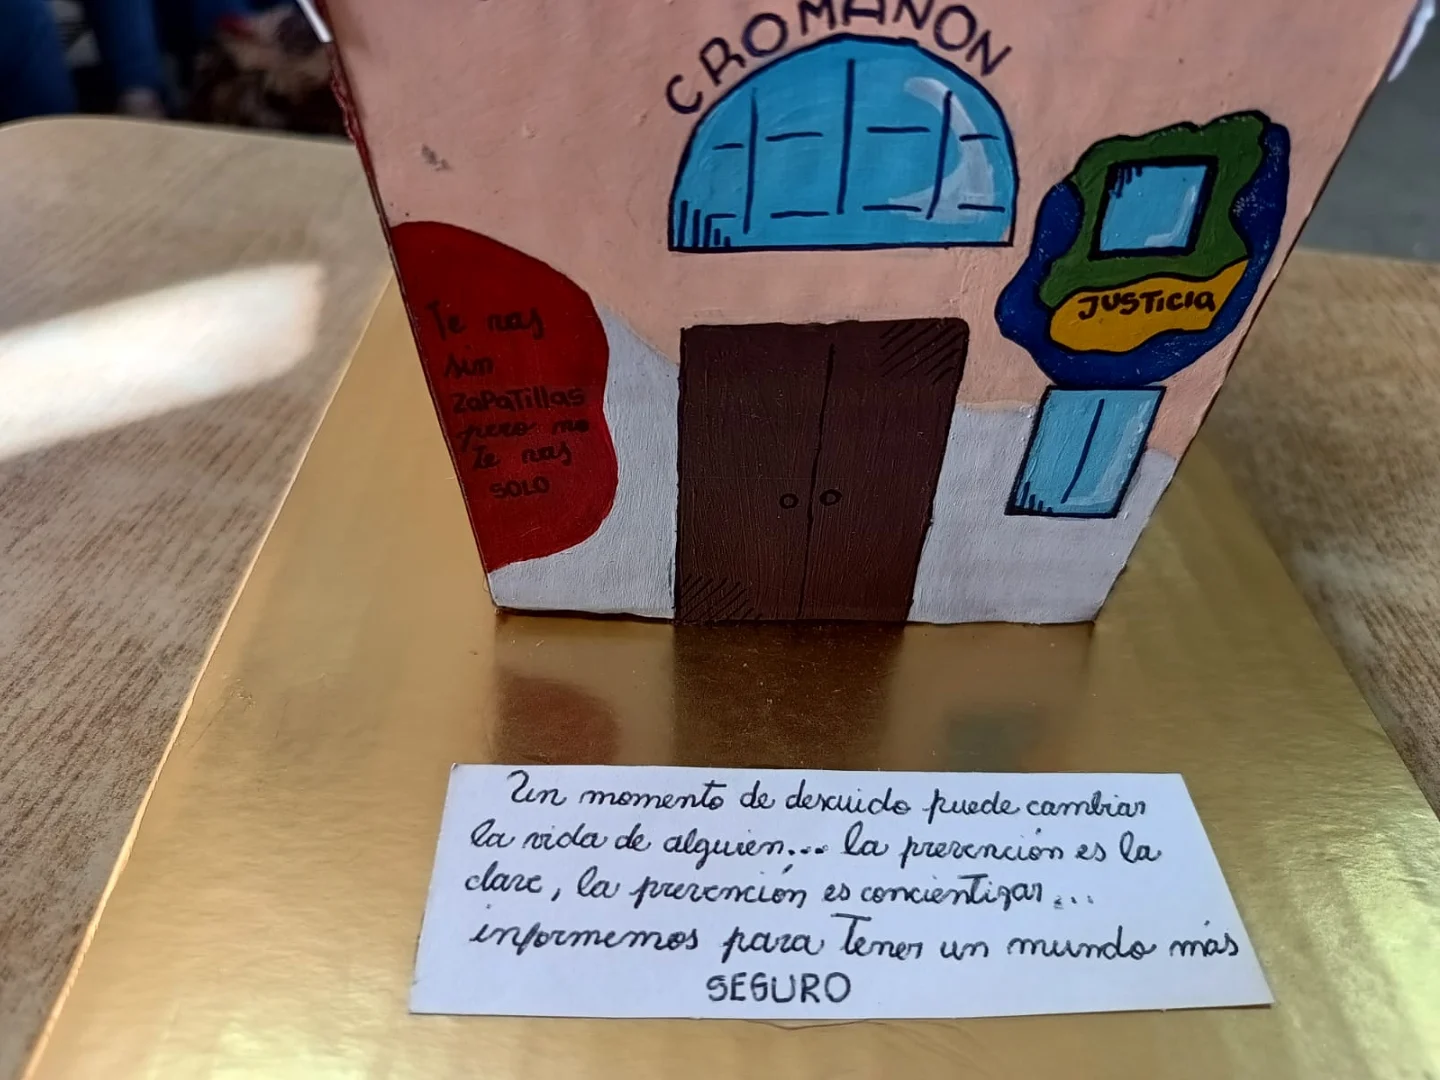 CROMAÑON
JUSTICIA
Te vas
sin
ZaPaTillas
pero no
Te vas
SOLO
Un momento de descuido puede cambiar
la vida de alguien... la prevención es la
clave, la prevención es concientizar...
informemos para Tener un mundo más
SEGURO